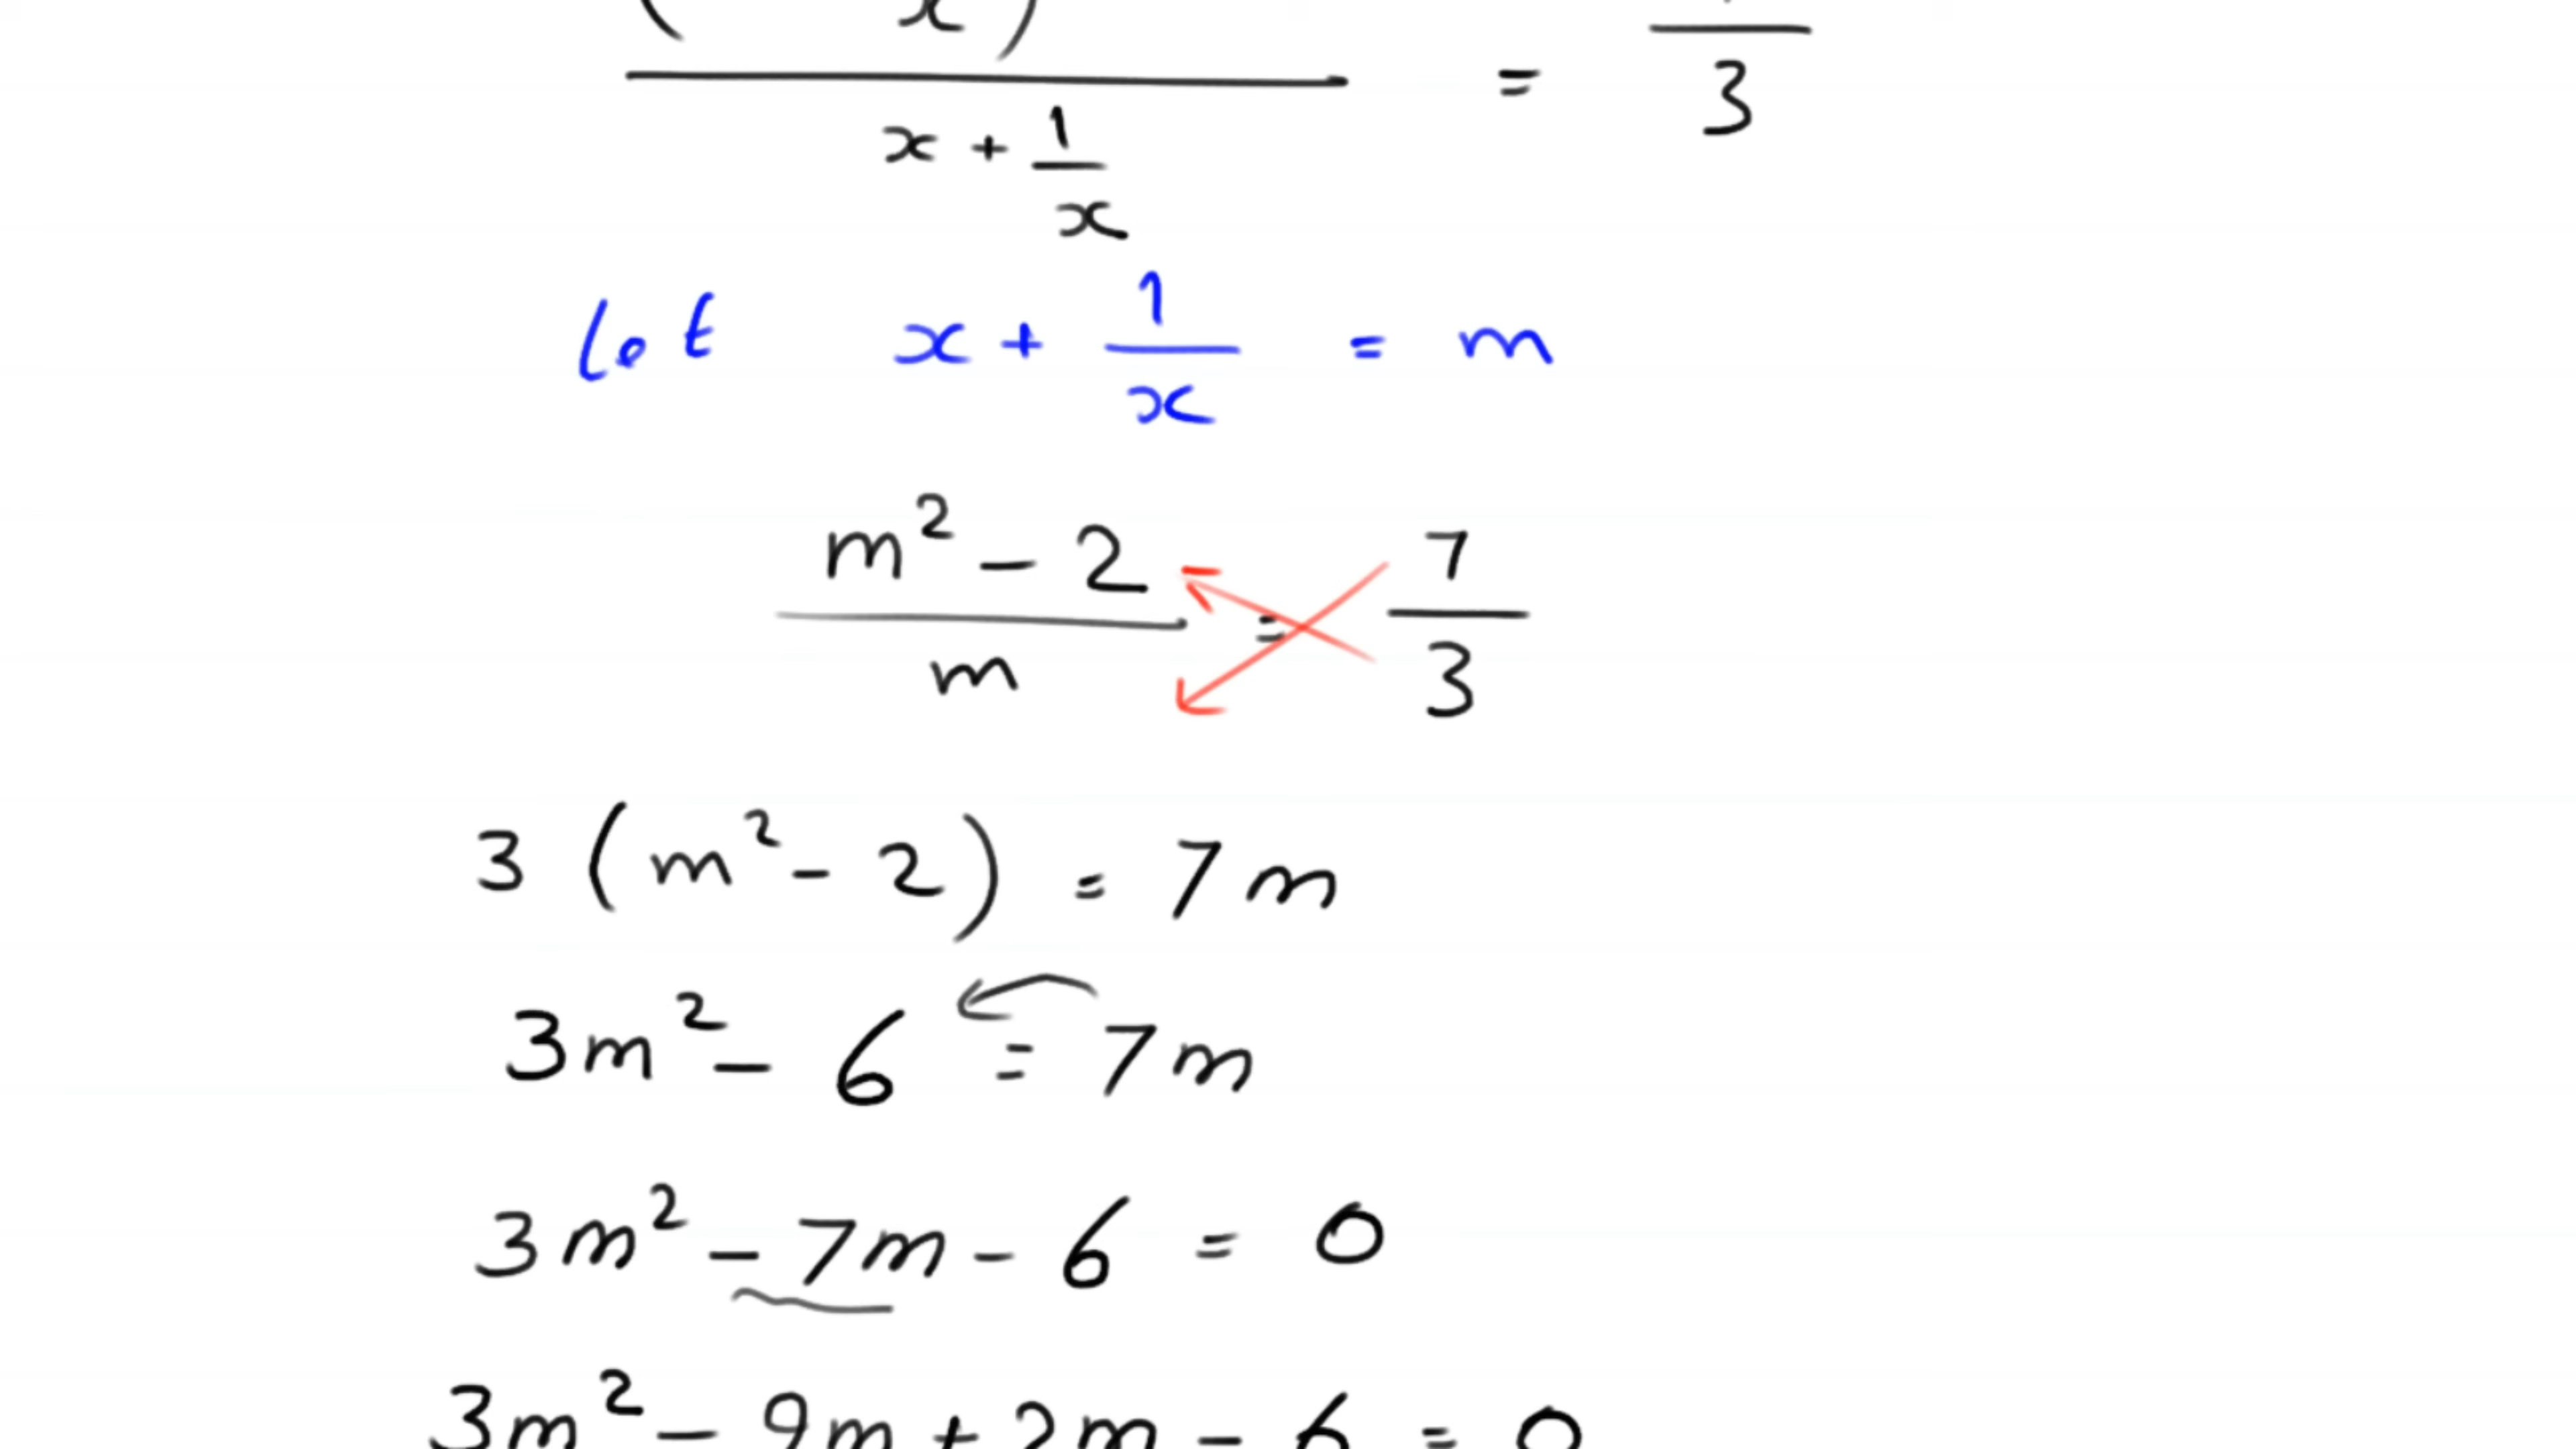 ( x ) / (x + 1/x) = /3
let x + 1/x = m
(m² - 2)/m = 7/3
3 (m² - 2) = 7m
3m² - 6 = 7m
3m² - 7m - 6 = 0
3m² - 9m + 2m - 6 = 0